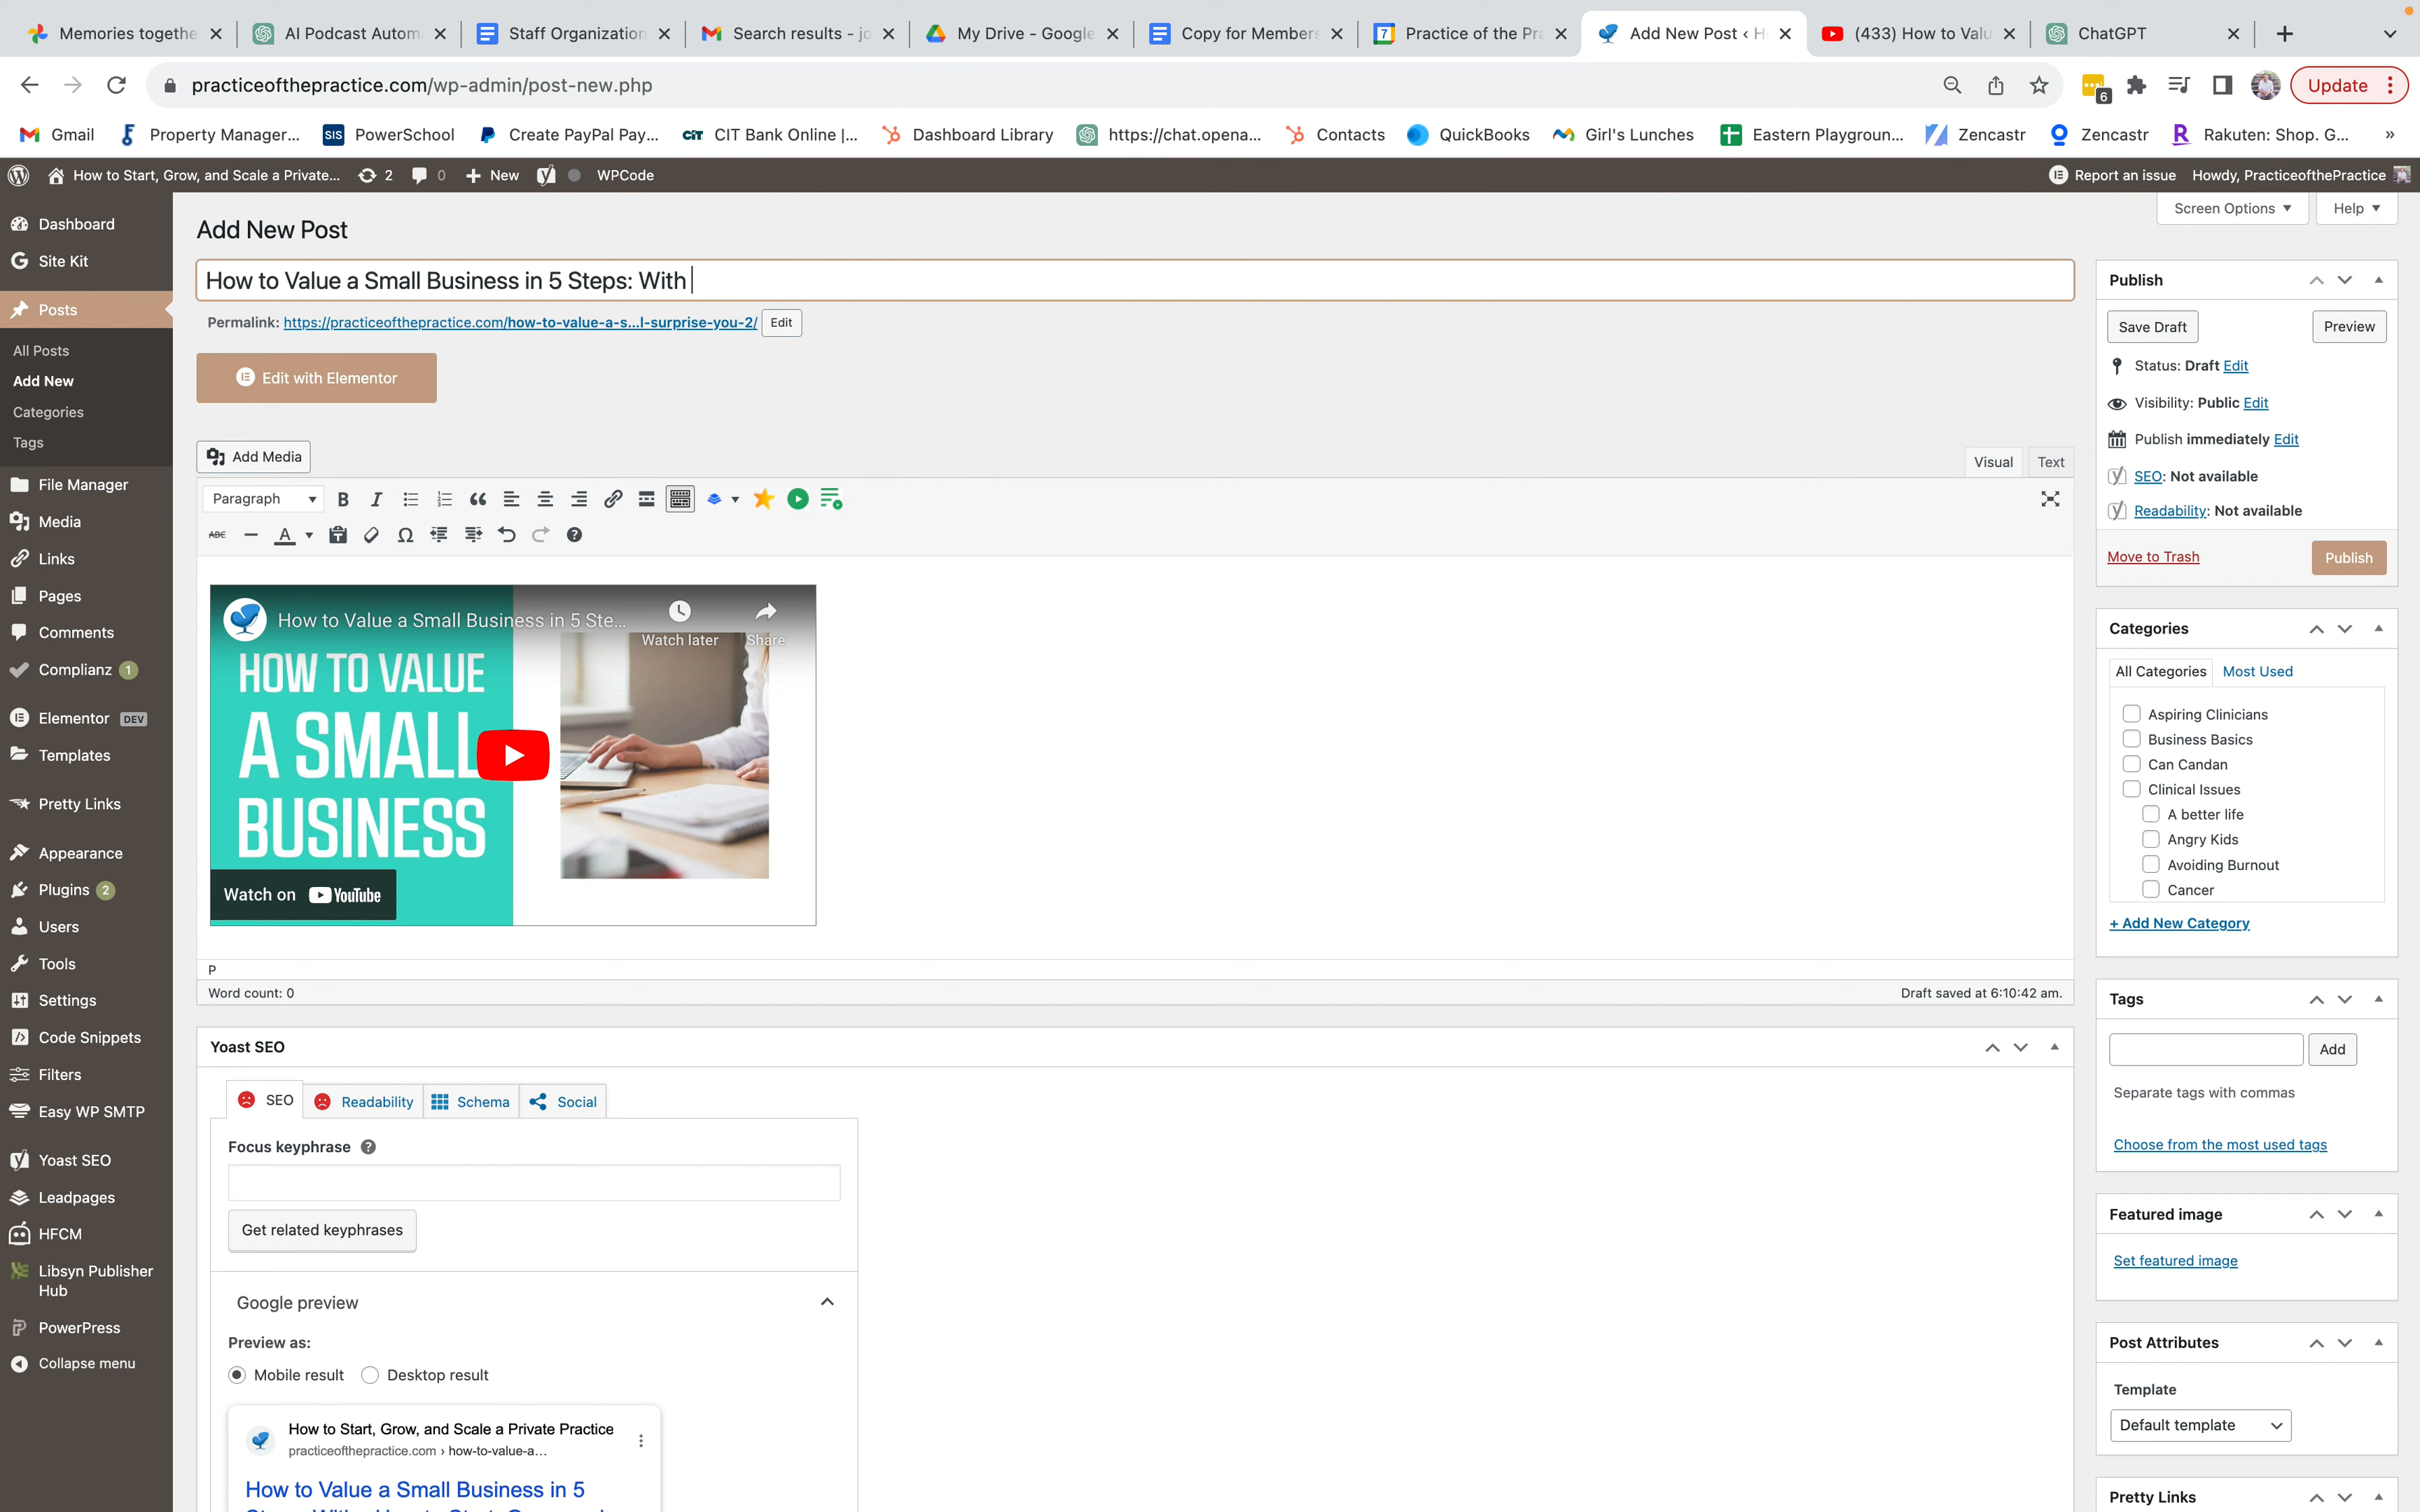 Memories togethe
AI Podcast Autom
Staff Organization
Search results - jo
My Drive - Google
Copy for Members
7
Practice of the Pra
Add New Post ‹ H
(433) How to Valu
ChatGPT
practiceofthepractice.com/wp-admin/post-new.php
6
Update
Gmail
Property Manager...
SIS
PowerSchool
Create PayPal Pay...
CIT
CIT Bank Online |...
Dashboard Library
https://chat.opena...
Contacts
QuickBooks
Girl's Lunches
Eastern Playgroun...
Zencastr
Zencastr
Rakuten: Shop. G...
»
How to Start, Grow, and Scale a Private...
2
0
New
WPCode
Report an issue
Howdy, PracticeofthePractice
Dashboard
Site Kit
Posts
All Posts
Add New
Categories
Tags
File Manager
Media
Links
Pages
Comments
Complianz 1
Elementor DEV
Templates
Pretty Links
Appearance
Plugins 2
Users
Tools
Settings
Code Snippets
Filters
Easy WP SMTP
Yoast SEO
Leadpages
HFCM
Libsyn Publisher
Hub
PowerPress
Collapse menu
Screen Options
Help
Add New Post
How to Value a Small Business in 5 Steps: With
Permalink: https://practiceofthepractice.com/how-to-value-a-s...l-surprise-you-2/ Edit
Edit with Elementor
Add Media
Visual
Text
Paragraph
B
I
ABC
A
Ω
How to Value a Small Business in 5 Ste...
Watch later
Share
HOW TO VALUE
A SMALL
BUSINESS
Watch on YouTube
P
Word count: 0
Draft saved at 6:10:42 am.
Yoast SEO
SEO
Readability
Schema
Social
Focus keyphrase
Get related keyphrases
Google preview
Preview as:
Mobile result
Desktop result
How to Start, Grow, and Scale a Private Practice
practiceofthepractice.com › how-to-value-a...
How to Value a Small Business in 5
Publish
Save Draft
Preview
Status: Draft Edit
Visibility: Public Edit
Publish immediately Edit
SEO: Not available
Readability: Not available
Move to Trash
Publish
Categories
All Categories
Most Used
Aspiring Clinicians
Business Basics
Can Candan
Clinical Issues
A better life
Angry Kids
Avoiding Burnout
Cancer
+ Add New Category
Tags
Add
Separate tags with commas
Choose from the most used tags
Featured image
Set featured image
Post Attributes
Template
Default template
Pretty Links